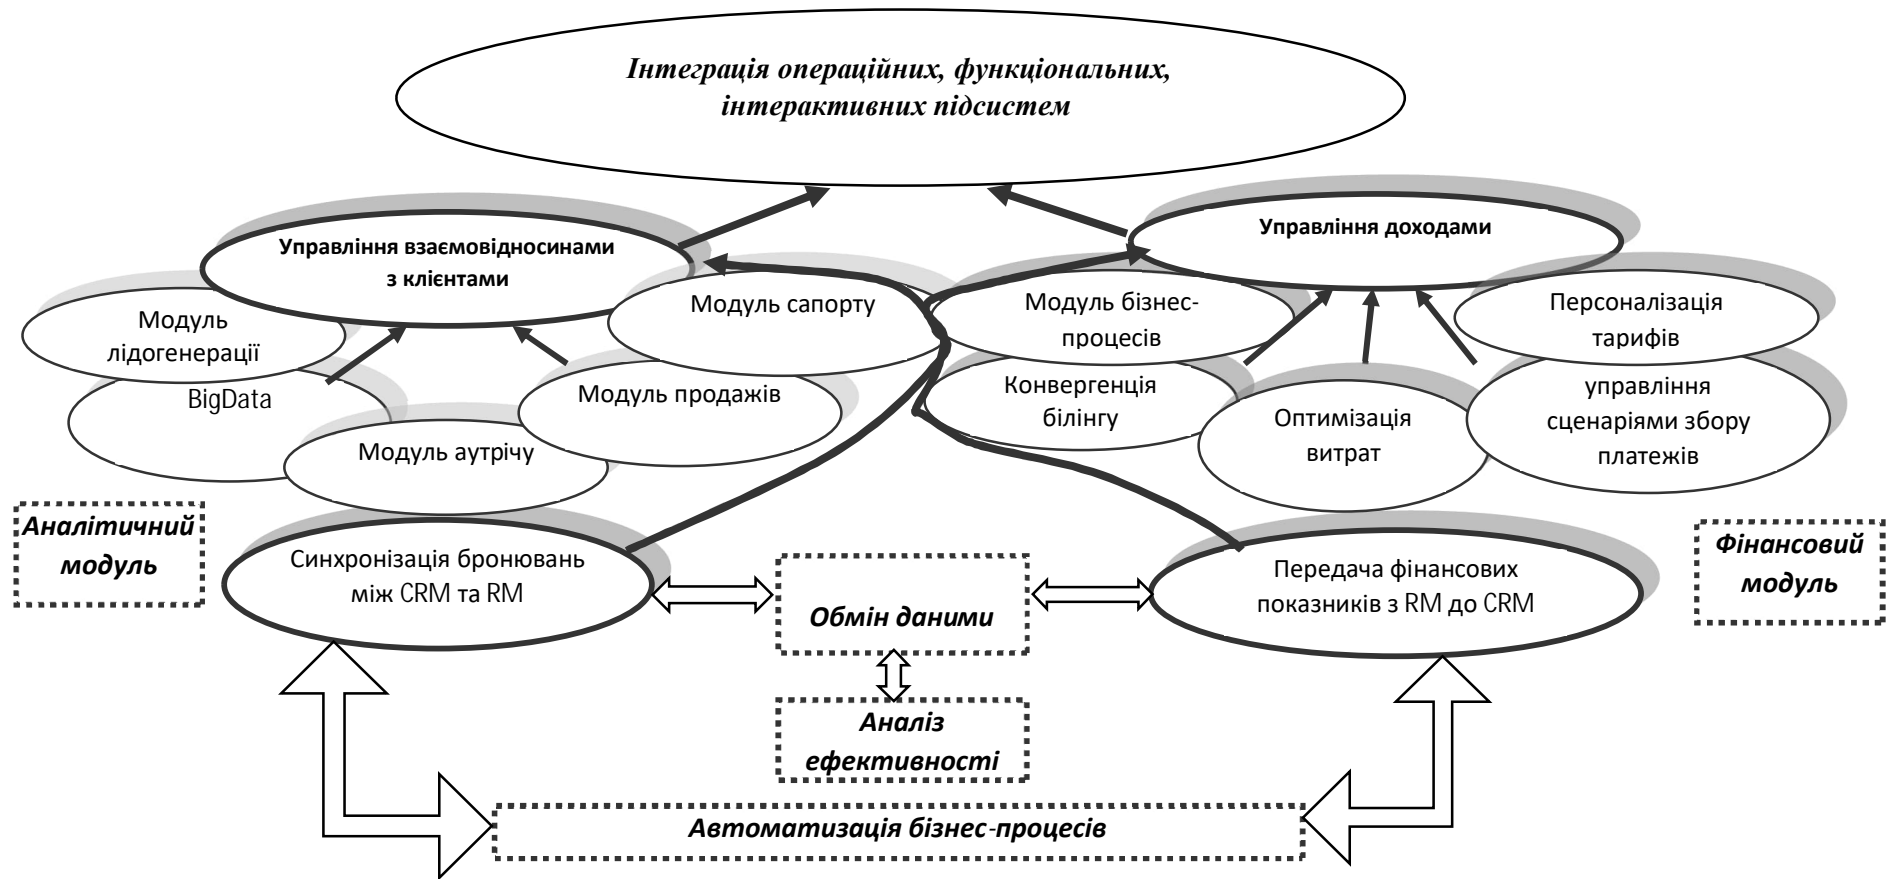 Інтеграція операційних, функціональних,
інтерактивних підсистем
Управління взаємовідносинами
з клієнтами
Управління доходами
Модуль
лідогенерації
BigData
Модуль аутрічу
Модуль продажів
Модуль сапорту
Модуль бізнес-
процесів
Конвергенція
білінгу
Оптимізація
витрат
Персоналізація
тарифів
управління
сценаріями збору
платежів
Аналітичний
модуль
Синхронізація бронювань
між CRM та RM
Обмін даними
Передача фінансових
показників з RM до CRM
Фінансовий
модуль
Аналіз
ефективності
Автоматизація бізнес-процесів